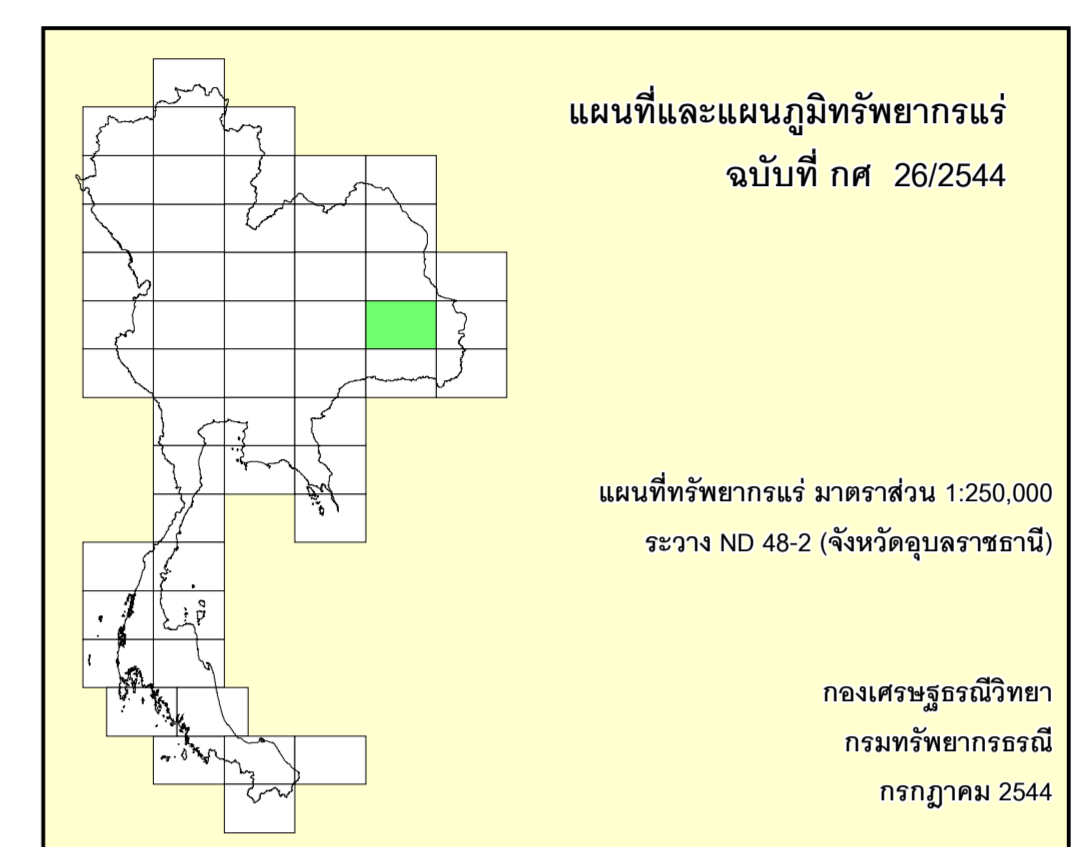 แผนที่และแผนภูมิทรัพยากรแร่
ฉบับที่ กศ 26/2544
แผนที่ทรัพยากรแร่ มาตราส่วน 1:250,000
ระวาง ND 48-2 (จังหวัดอุบลราชธานี)
กองเศรษฐธรณีวิทยา
กรมทรัพยากรธรณี
กรกฎาคม 2544